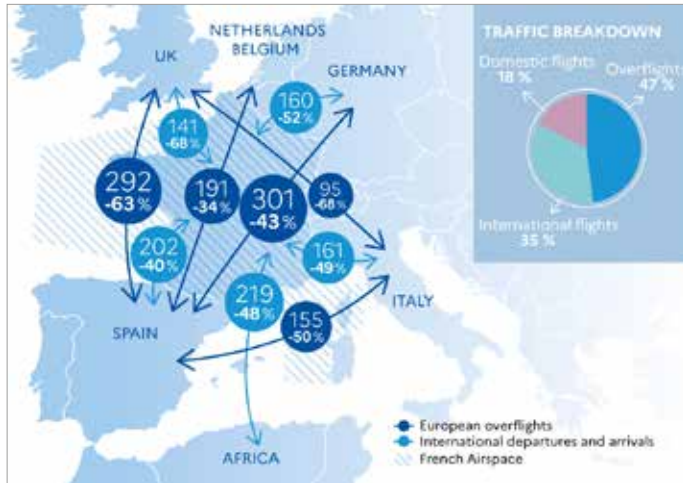 NETHERLANDS
BELGIUM
UK
GERMANY
TRAFFIC BREAKDOWN
Domestic flights
18 %
Overflights
47 %
International flights
35 %
160
-52%
141
-68%
292
-63%
191
-34%
301
-43%
95
-68%
202
-40%
161
-49%
219
-48%
155
-50%
ITALY
SPAIN
AFRICA
European overflights
International departures and arrivals
French Airspace